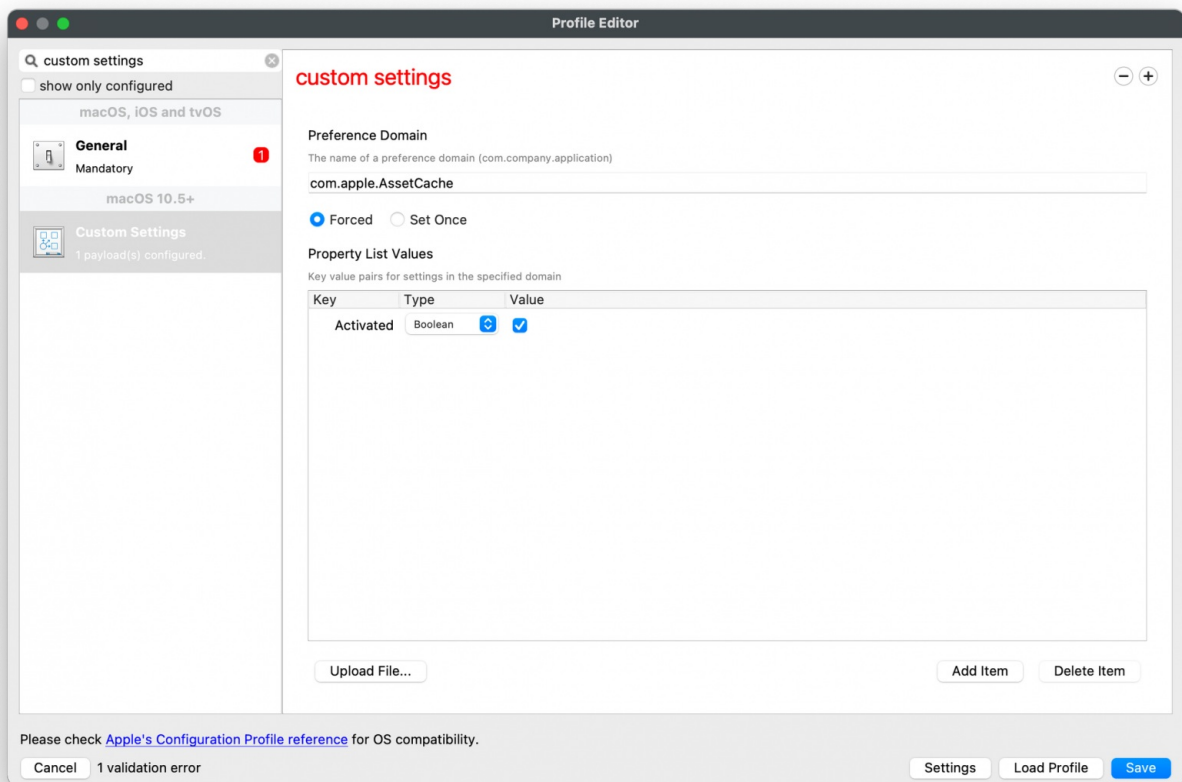 Profile Editor
custom settings
show only configured
macOS, iOS and tvOS
General
Mandatory
1
macOS 10.5+
Custom Settings
1 payload(s) configured.
custom settings
Preference Domain
The name of a preference domain (com.company.application)
com.apple.AssetCache
Forced Set Once
Property List Values
Key value pairs for settings in the specified domain
Key Type Value
Activated Boolean
Upload File... Add Item Delete Item
Please check Apple's Configuration Profile reference for OS compatibility.
Cancel 1 validation error Settings Load Profile Save